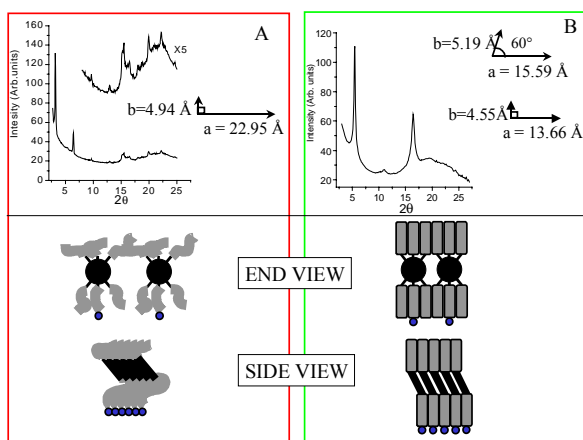 A
160
140
120
100
80
60
40
20
0
Intesity (Arb.units)
X5
b=4.94 Å
a = 22.95 Å
5 10 15 20 25
2θ
B
120
100
80
60
40
20
Intensity (Arb. units)
b=5.19 Å 60°
a = 15.59 Å
b=4.55Å
a = 13.66 Å
5 10 15 20 25
2θ
END VIEW
SIDE VIEW